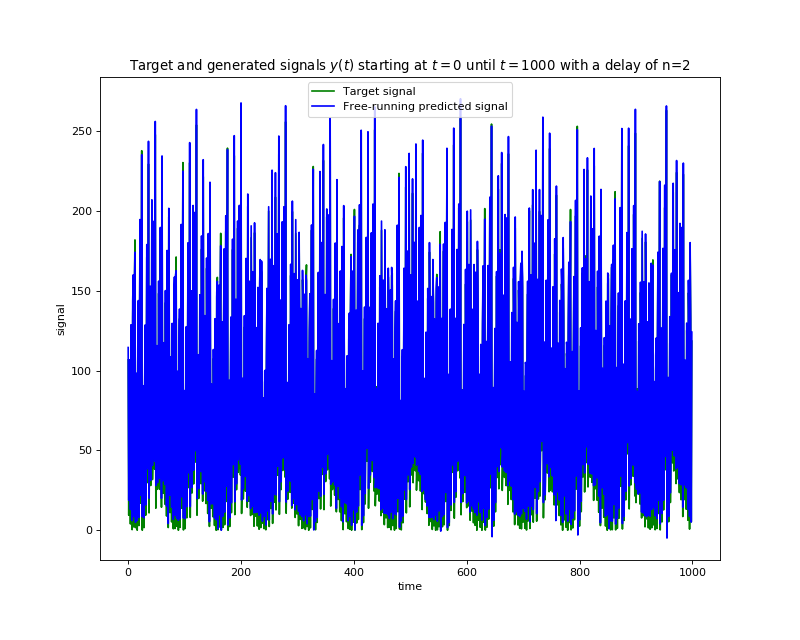 Target and generated signals y(t) starting at t = 0 until t = 1000 with a delay of n=2
Target signal
Free-running predicted signal
250
200
150
100
50
0
signal
0 200 400 600 800 1000
time